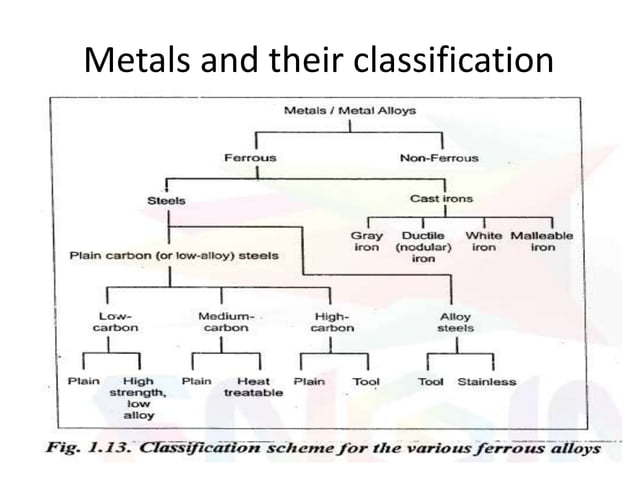 Metals and their classification
Metals / Metal Alloys
Ferrous
Non-Ferrous
Steels
Cast irons
Gray iron
Ductile (nodular) iron
White iron
Malleable iron
Plain carbon (or low-alloy) steels
Low-carbon
Medium-carbon
High-carbon
Alloy steels
Plain
High strength, low alloy
Plain
Heat treatable
Plain
Tool
Tool
Stainless
Fig. 1.13. Classification scheme for the various ferrous alloys